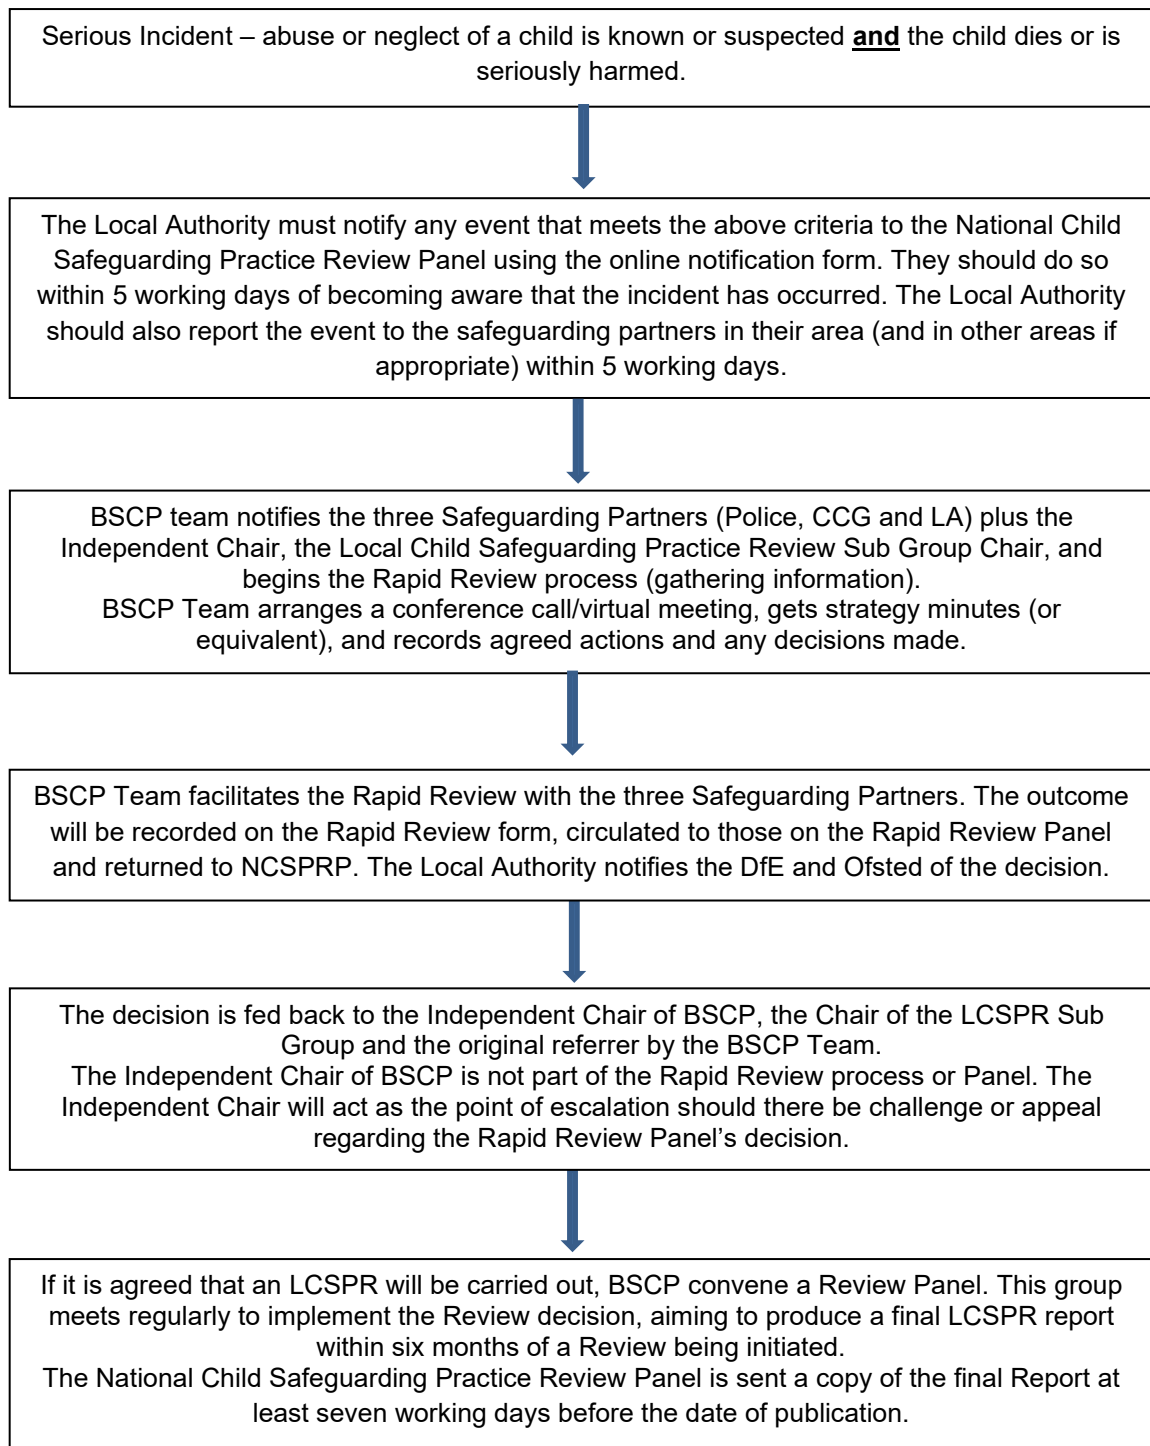 Serious Incident – abuse or neglect of a child is known or suspected and the child dies or is
seriously harmed.
The Local Authority must notify any event that meets the above criteria to the National Child
Safeguarding Practice Review Panel using the online notification form. They should do so
within 5 working days of becoming aware that the incident has occurred. The Local Authority
should also report the event to the safeguarding partners in their area (and in other areas if
appropriate) within 5 working days.
BSCP team notifies the three Safeguarding Partners (Police, CCG and LA) plus the
Independent Chair, the Local Child Safeguarding Practice Review Sub Group Chair, and
begins the Rapid Review process (gathering information).
BSCP Team arranges a conference call/virtual meeting, gets strategy minutes (or
equivalent), and records agreed actions and any decisions made.
BSCP Team facilitates the Rapid Review with the three Safeguarding Partners. The outcome
will be recorded on the Rapid Review form, circulated to those on the Rapid Review Panel
and returned to NCSPRP. The Local Authority notifies the DfE and Ofsted of the decision.
The decision is fed back to the Independent Chair of BSCP, the Chair of the LCSPR Sub
Group and the original referrer by the BSCP Team.
The Independent Chair of BSCP is not part of the Rapid Review process or Panel. The
Independent Chair will act as the point of escalation should there be challenge or appeal
regarding the Rapid Review Panel’s decision.
If it is agreed that an LCSPR will be carried out, BSCP convene a Review Panel. This group
meets regularly to implement the Review decision, aiming to produce a final LCSPR report
within six months of a Review being initiated.
The National Child Safeguarding Practice Review Panel is sent a copy of the final Report at
least seven working days before the date of publication.